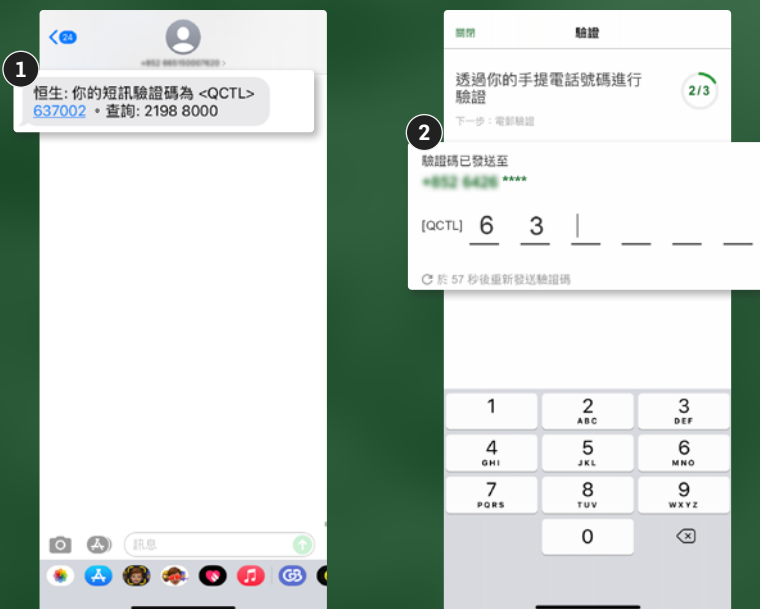 24
1
恒生: 你的短訊驗證碼為 <QCTL>
637002 • 查詢: 2198 8000
訊息
關閉
驗證
透過你的手提電話號碼進行
驗證
2/3
下一步：電郵驗證
2
驗證碼已發送至
+852 6426 ****
[QCTL] 6 3
於 57 秒後重新發送驗證碼
1
2 ABC
3 DEF
4 GHI
5 JKL
6 MNO
7 PQRS
8 TUV
9 WXYZ
0